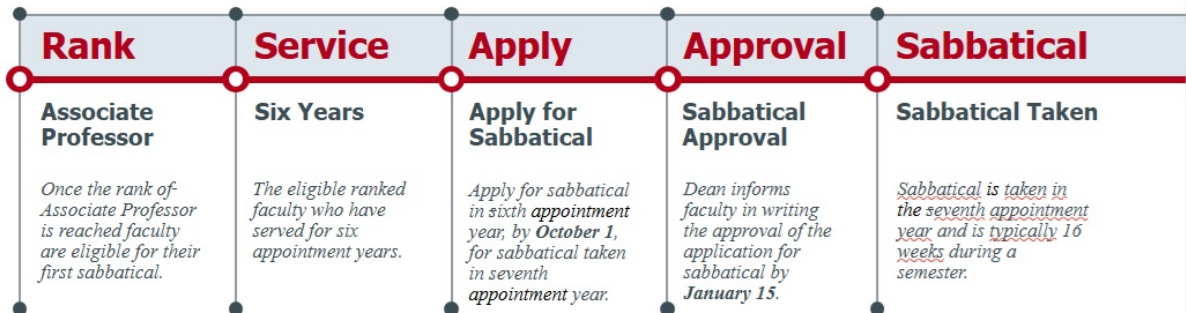 Rank
Service
Apply
Approval
Sabbatical
Associate
Professor
Once the rank of
Associate Professor
is reached faculty
are eligible for their
first sabbatical.
Six Years
The eligible ranked
faculty who have
served for six
appointment years.
Apply for
Sabbatical
Apply for sabbatical
in sixth appointment
year, by October 1,
for sabbatical taken
in seventh
appointment year.
Sabbatical
Approval
Dean informs
faculty in writing
the approval of the
application for
sabbatical by
January 15.
Sabbatical Taken
Sabbatical is taken in
the seventh appointment
year and is typically 16
weeks during a
semester.